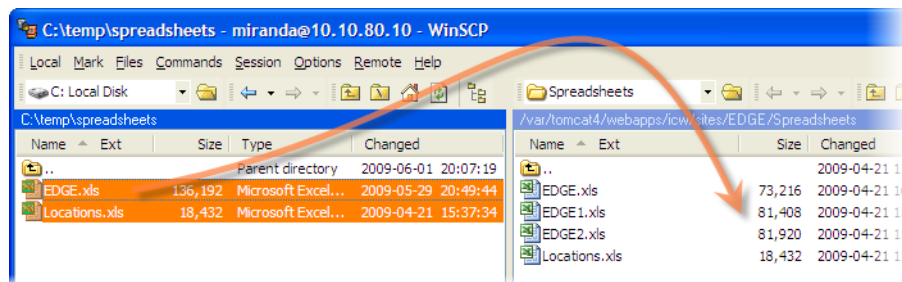 C:\temp\spreadsheets - miranda@10.10.80.10 - WinSCP
Local Mark Files Commands Session Options Remote Help
C: Local Disk Spreadsheets
C:\temp\spreadsheets /var/tomcat4/webapps/icw/sites/EDGE/Spreadsheets
Name Ext Size Type Changed Name Ext Size Changed
.. Parent directory 2009-06-01 20:07:19 .. 2009-04-21 1
EDGE.xls 136,192 Microsoft Excel... 2009-05-29 20:49:44 EDGE.xls 73,216 2009-04-21
Locations.xls 18,432 Microsoft Excel... 2009-04-21 15:37:34 EDGE1.xls 81,408 2009-04-21 1
EDGE2.xls 81,920 2009-04-21 1
Locations.xls 18,432 2009-04-21 1